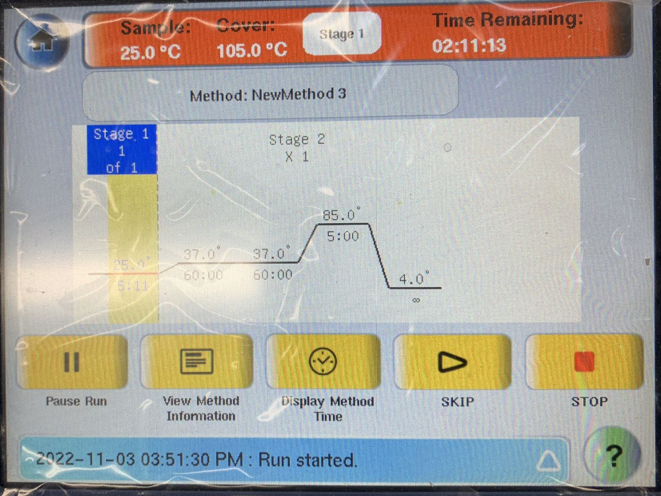 Sample: Cover: Stage 1 Time Remaining:
25.0 °C 105.0 °C 02:11:13
Method: NewMethod 3
Stage 1
1
of 1
Stage 2
X 1
85.0°
5:00
37.0° 37.0°
60:00 60:00
25.0°
5:11
4.0°
∞
Pause Run
View Method
Information
Display Method
Time
SKIP
STOP
2022-11-03 03:51:30 PM : Run started.
?